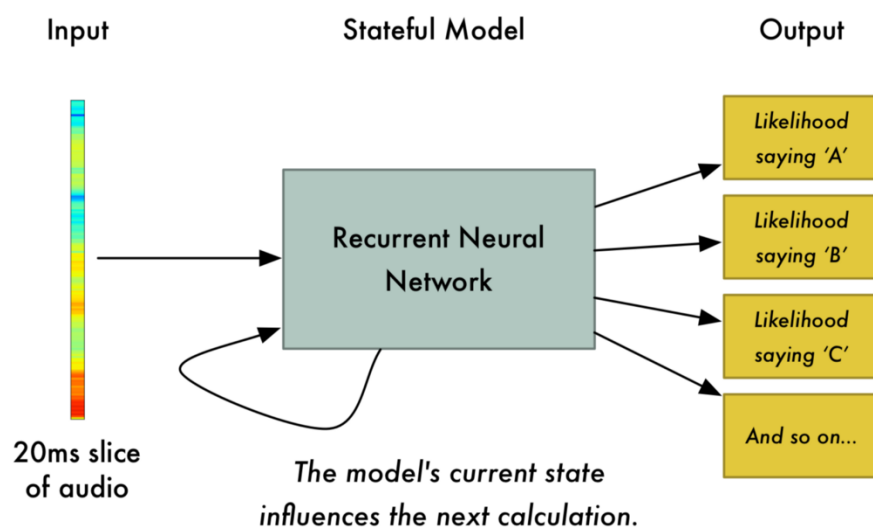 Input
Stateful Model
Output
Likelihood
saying ‘A’
Likelihood
saying ‘B’
Recurrent Neural
Network
Likelihood
saying ‘C’
And so on...
20ms slice
of audio
The model's current state
influences the next calculation.